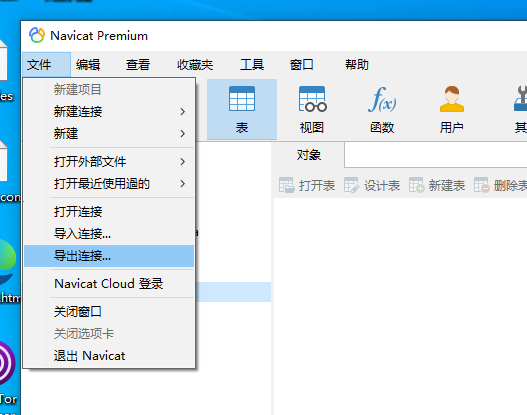 Navicat Premium
文件 编辑 查看 收藏夹 工具 窗口 帮助
新建项目
新建连接
新建
打开外部文件
打开最近使用過的
打开连接
导入连接...
导出连接...
Navicat Cloud 登录
关闭窗口
关闭选项卡
退出 Navicat
表 视图 函数 用户 其
f(x)
对象
打开表 设计表 新建表 删除表
es
con
.htm
Tor